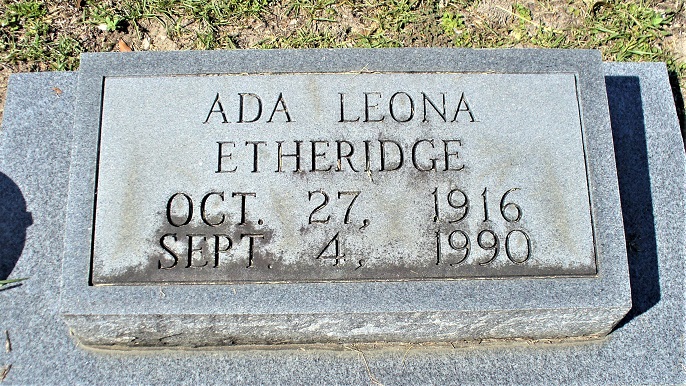 ADA LEONA
ETHERIDGE
OCT. 27, 1916
SEPT. 4, 1990